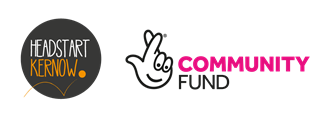 HEADSTART
KERNOW.
®
COMMUNITY
FUND